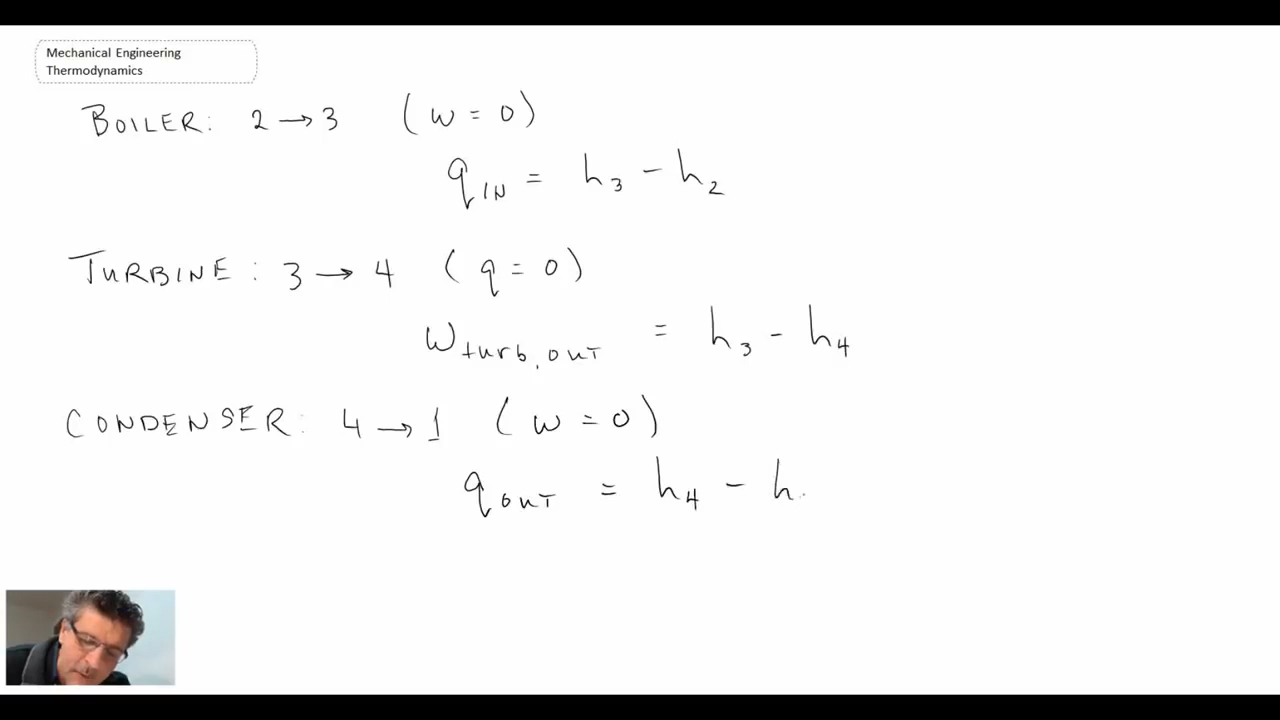 Mechanical Engineering
Thermodynamics
BOILER: 2 → 3 (w = 0)
q_IN = h_3 - h_2
TURBINE: 3 → 4 (q = 0)
w_turb,out = h_3 - h_4
CONDENSER: 4 → 1 (w = 0)
q_out = h_4 - h